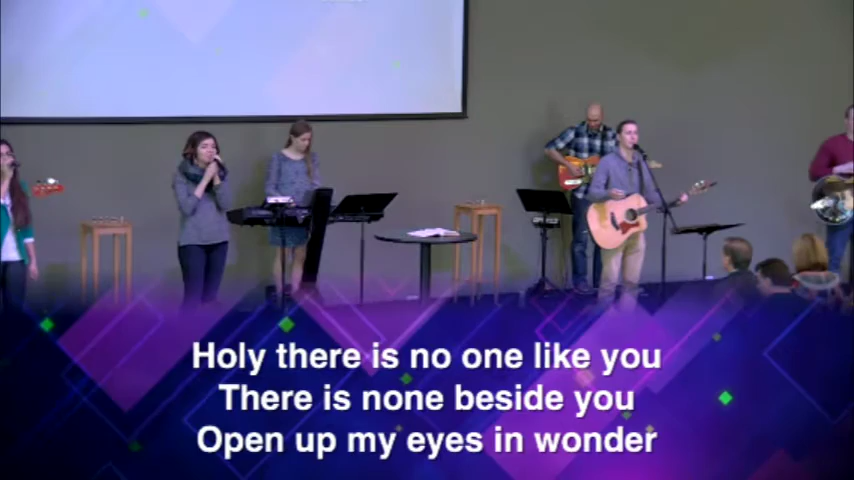 Holy there is no one like you
There is none beside you
Open up my eyes in wonder